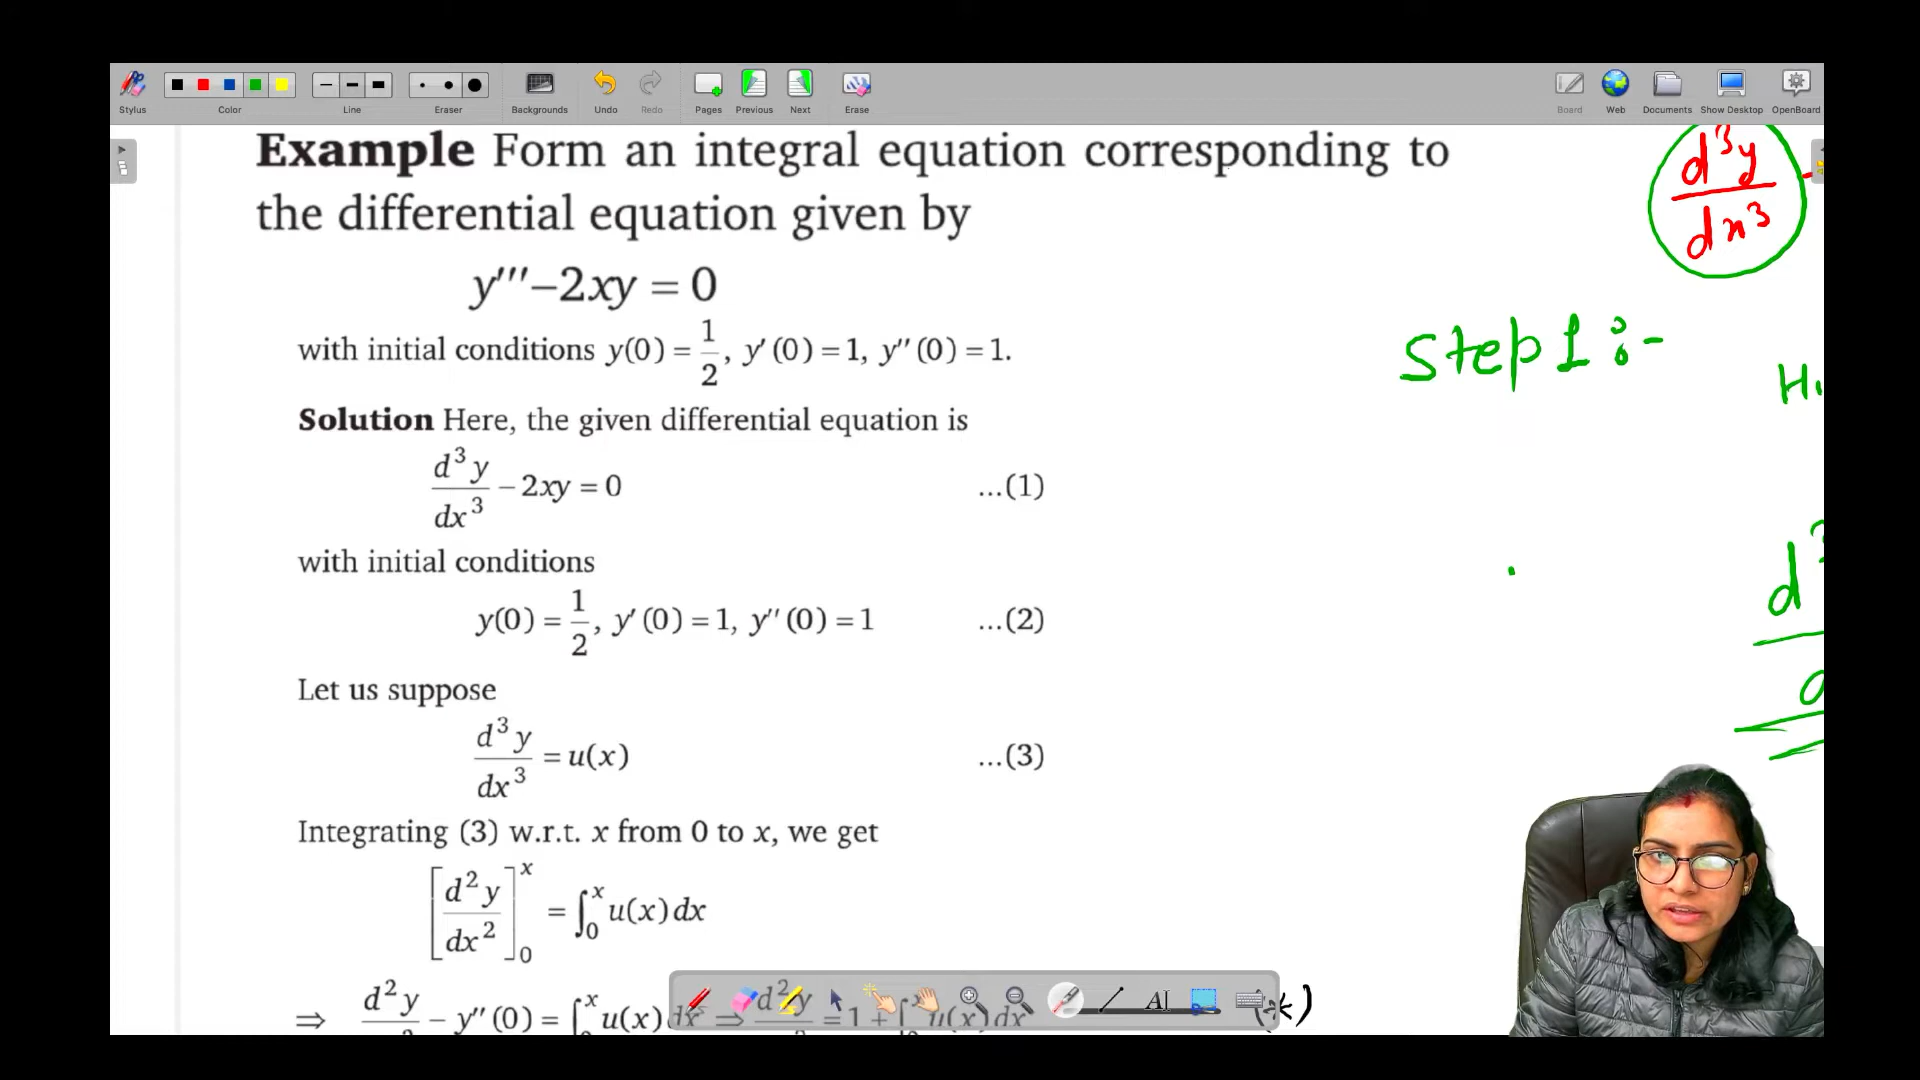 Stylus Color Line Eraser Backgrounds Undo Redo Pages Previous Next Erase Board Web Documents Show Desktop OpenBoard
Example Form an integral equation corresponding to
the differential equation given by
y′′′–2xy = 0
with initial conditions y(0) = 1/2, y′(0) = 1, y′′(0) = 1.
Solution Here, the given differential equation is
d³y/dx³ – 2xy = 0 ...(1)
with initial conditions
y(0) = 1/2, y′(0) = 1, y′′(0) = 1 ...(2)
Let us suppose
d³y/dx³ = u(x) ...(3)
Integrating (3) w.r.t. x from 0 to x, we get
[d²y/dx²]₀ˣ = ∫₀ˣ u(x) dx
⇒ d²y – y′′(0) = ∫ˣ u(x) dx ⇒ d²y = 1 + ∫ˣ u(x) dx (*)
d³y/dx³
Step 1 :-